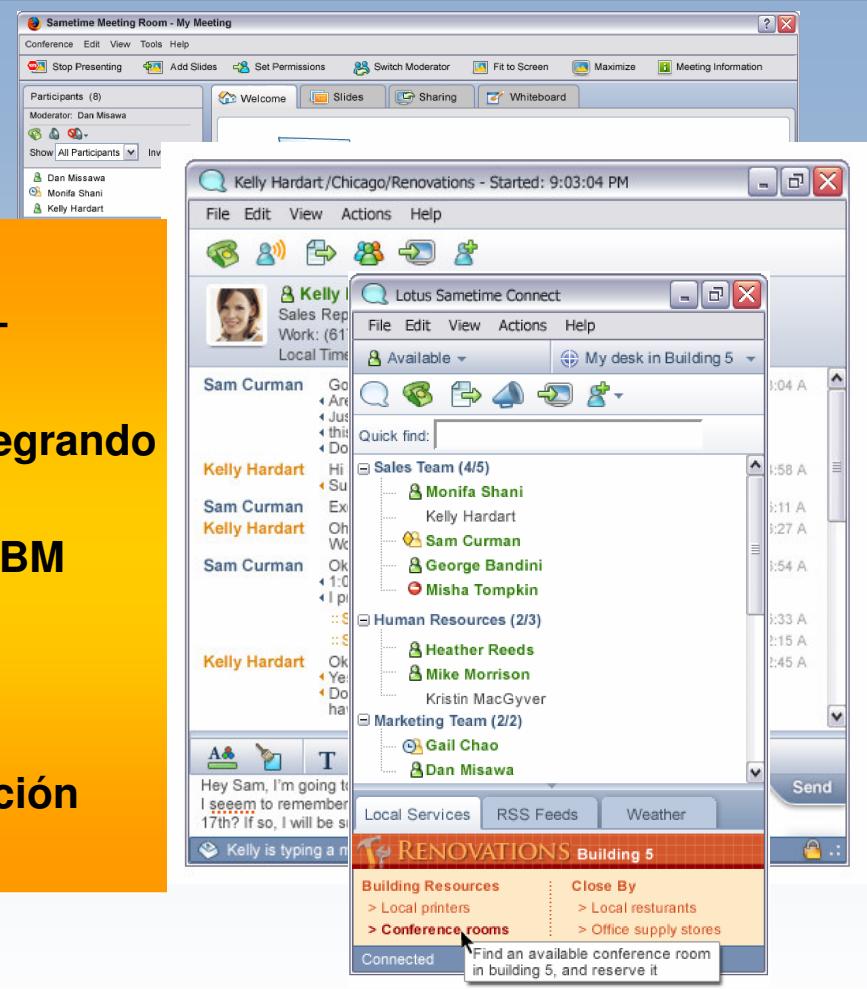 Sametime Meeting Room - My Meeting
Conference Edit View Tools Help
Stop Presenting Add Slides Set Permissions Switch Moderator Fit to Screen Maximize Meeting Information
Participants (8)
Welcome Slides Sharing Whiteboard
Moderator: Dan Misawa
Show All Participants
Dan Missawa
Monifa Shani
Kelly Hardart
BM
Kelly Hardart/Chicago/Renovations - Started: 9:03:04 PM
File Edit View Actions Help
Kelly
Sales Rep
Work: (61
Local Time
Sam Curman
Are
this
Do
Kelly Hardart Hi
Sam Curman
Kelly Hardart Oh
Sam Curman Ok
Kelly Hardart Ok
Yes
Do
Hey Sam, I'm going to
I seeem to remember
17th? If so, I will be
Send
Kelly is typing a
Lotus Sametime Connect
File Edit View Actions Help
Available My desk in Building 5
Quick find:
Sales Team (4/5)
Monifa Shani
Kelly Hardart
Sam Curman
George Bandini
Misha Tompkin
Human Resources (2/3)
Heather Reeds
Mike Morrison
Kristin MacGyver
Marketing Team (2/2)
Gail Chao
Dan Misawa
Local Services RSS Feeds Weather
RENOVATIONS Building 5
Building Resources
> Local printers
> Conference rooms
Close By
> Local resturants
> Office supply stores
Find an available conference room
in building 5, and reserve it
Connected